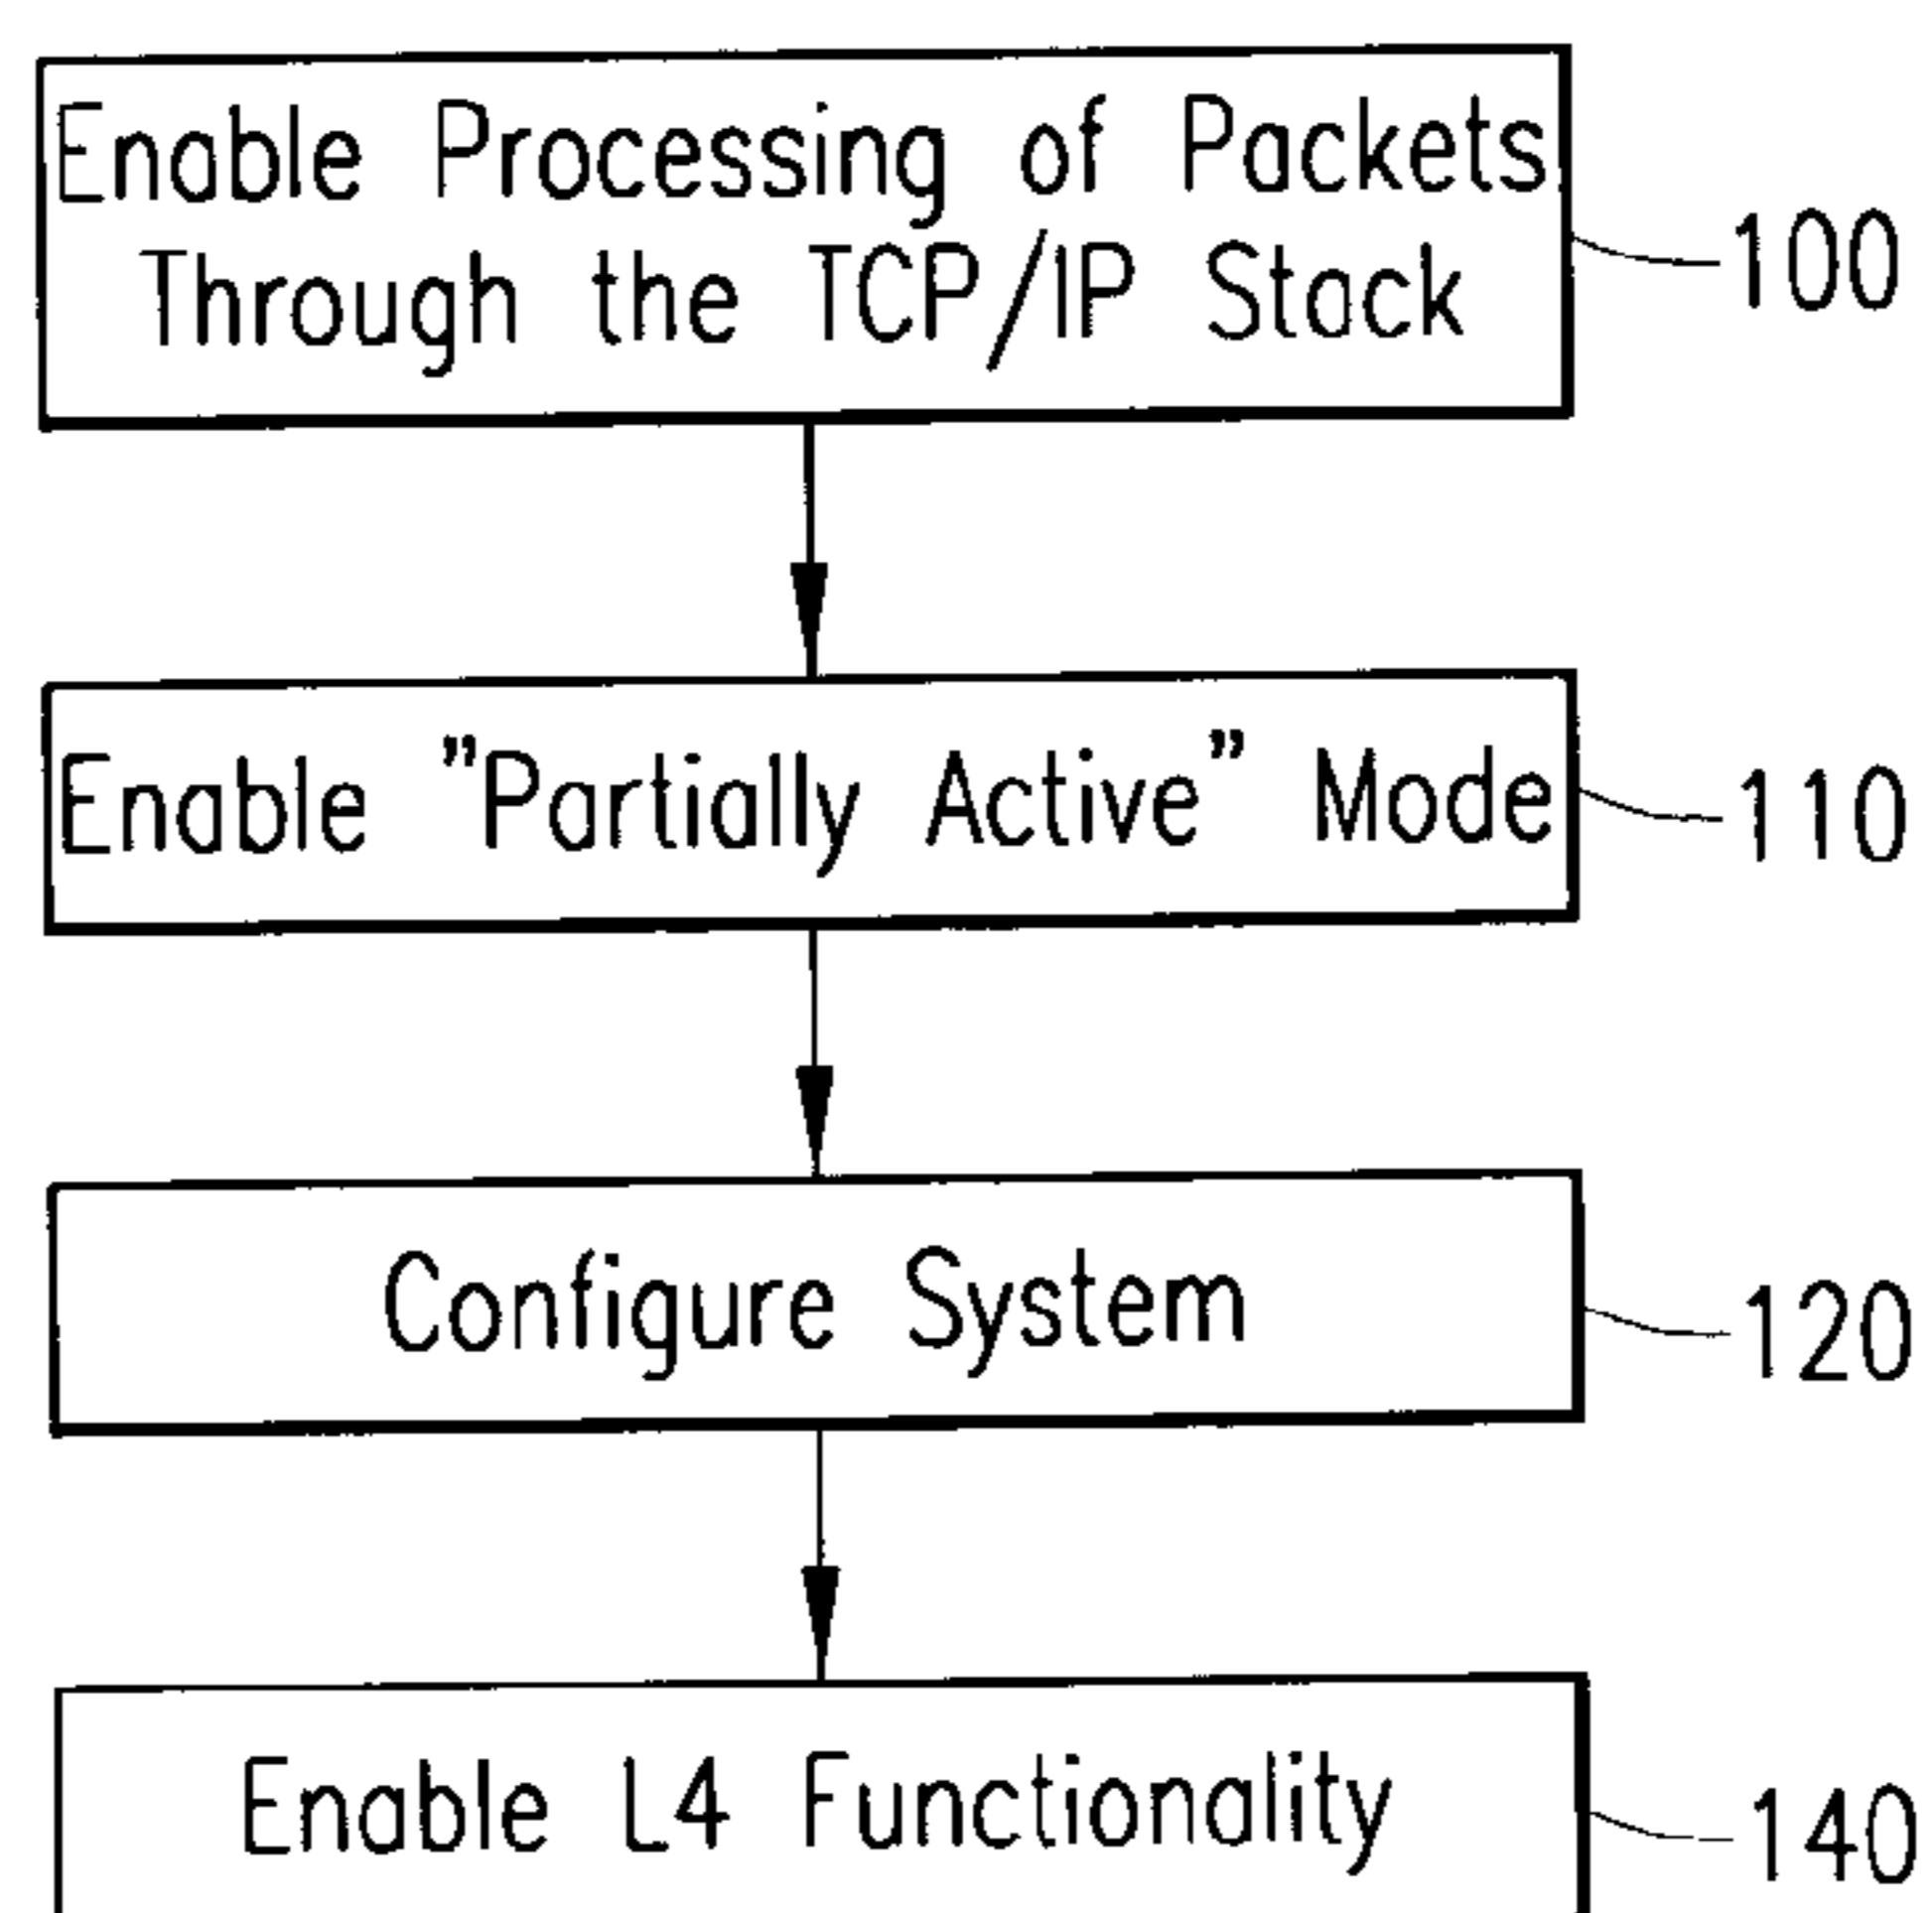 Enable Processing of Packets
Through the TCP/IP Stack
100
Enable "Partially Active" Mode
110
Configure System
120
Enable L4 Functionality
140